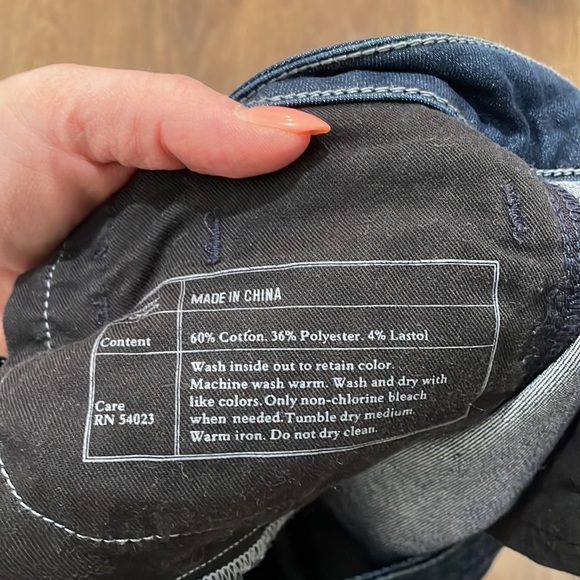 MADE IN CHINA
Content
60% Cotton. 36% Polyester. 4% Lastol
Care
RN 54023
Wash inside out to retain color.
Machine wash warm. Wash and dry with
like colors. Only non-chlorine bleach
when needed. Tumble dry medium.
Warm iron. Do not dry clean.